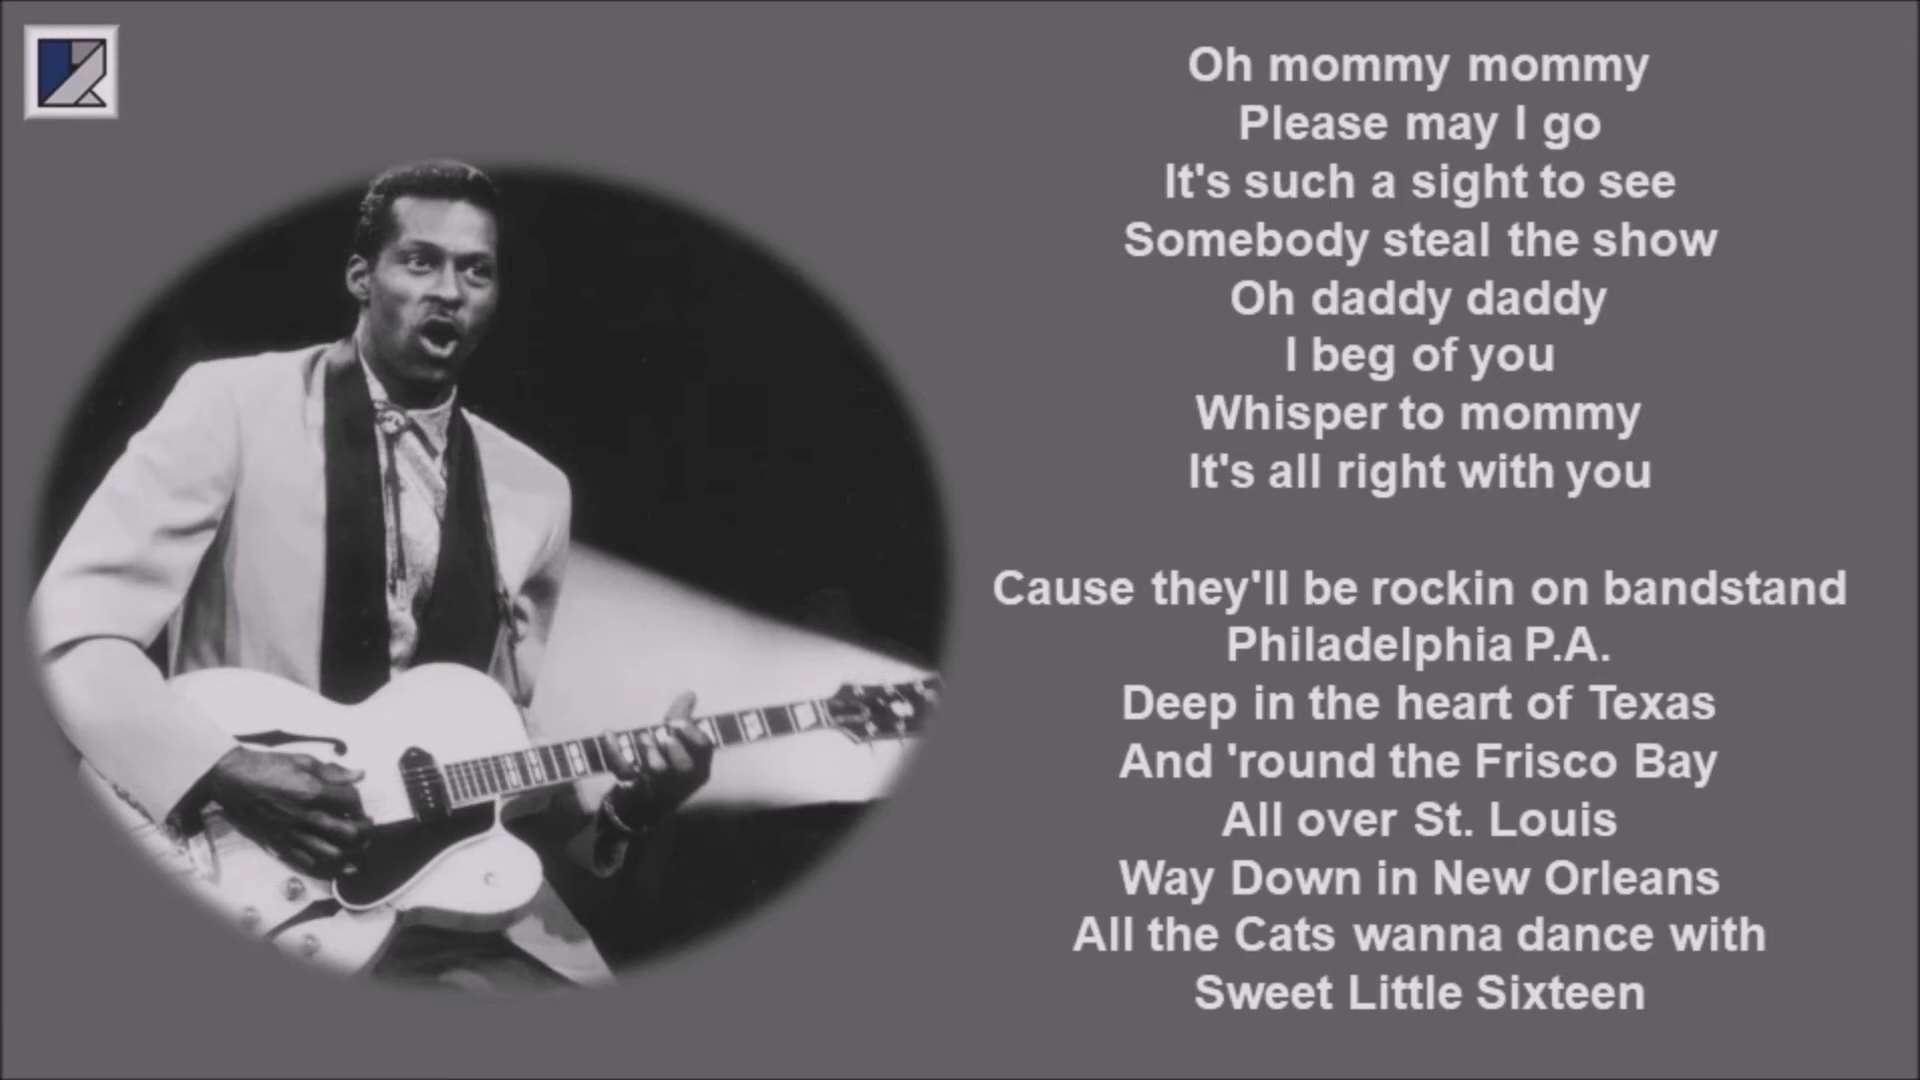 Oh mommy mommy
Please may I go
It's such a sight to see
Somebody steal the show
Oh daddy daddy
I beg of you
Whisper to mommy
It's all right with you
Cause they'll be rockin on bandstand
Philadelphia P.A.
Deep in the heart of Texas
And 'round the Frisco Bay
All over St. Louis
Way Down in New Orleans
All the Cats wanna dance with
Sweet Little Sixteen